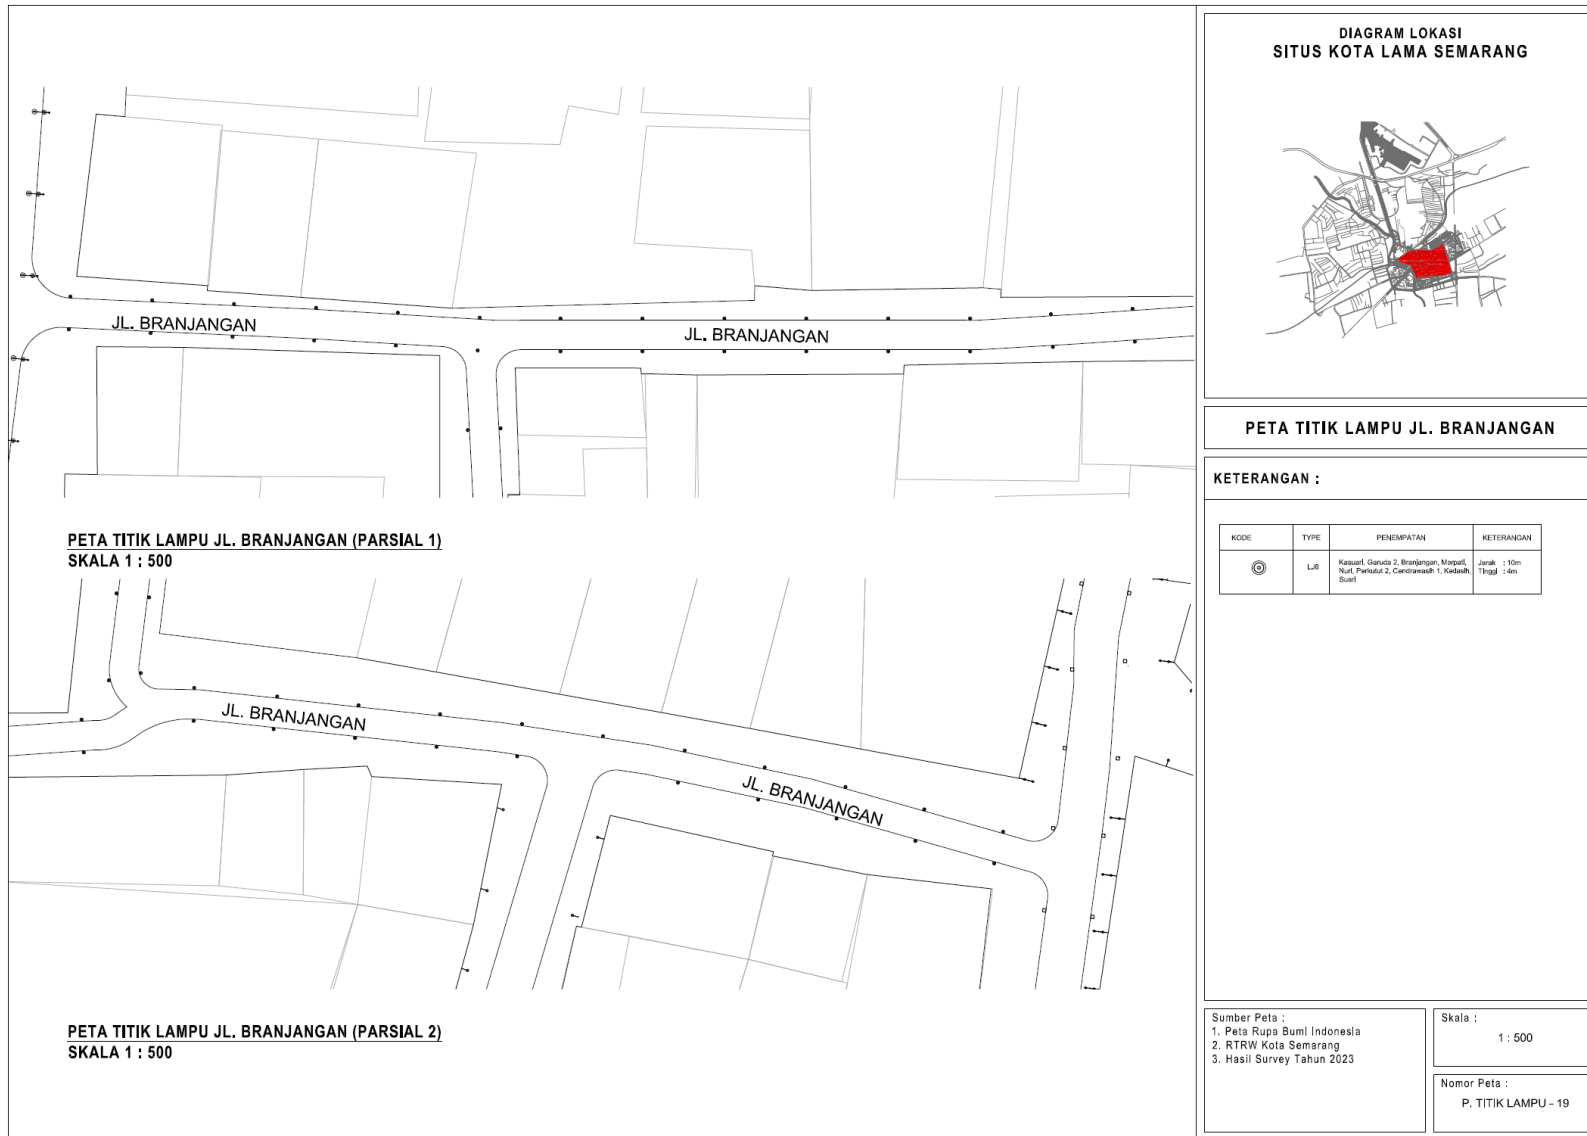 DIAGRAM LOKASI
SITUS KOTA LAMA SEMARANG
JL. BRANJANGAN
JL. BRANJANGAN
PETA TITIK LAMPU JL. BRANJANGAN (PARSIAL 1)
SKALA 1 : 500
JL. BRANJANGAN
JL. BRANJANGAN
PETA TITIK LAMPU JL. BRANJANGAN (PARSIAL 2)
SKALA 1 : 500
PETA TITIK LAMPU JL. BRANJANGAN
KETERANGAN :
KODE TYPE PENEMPATAN KETERANGAN
LJ6
Kasuari, Garuda 2, Branjangan, Merpati,
Nuri, Perkutut 2, Cendrawasih 1, Kedasih,
Suari
Jarak : 10m
Tinggi : 4m
Sumber Peta :
1. Peta Rupa Bumi Indonesia
2. RTRW Kota Semarang
3. Hasil Survey Tahun 2023
Skala :
1 : 500
Nomor Peta :
P. TITIK LAMPU - 19